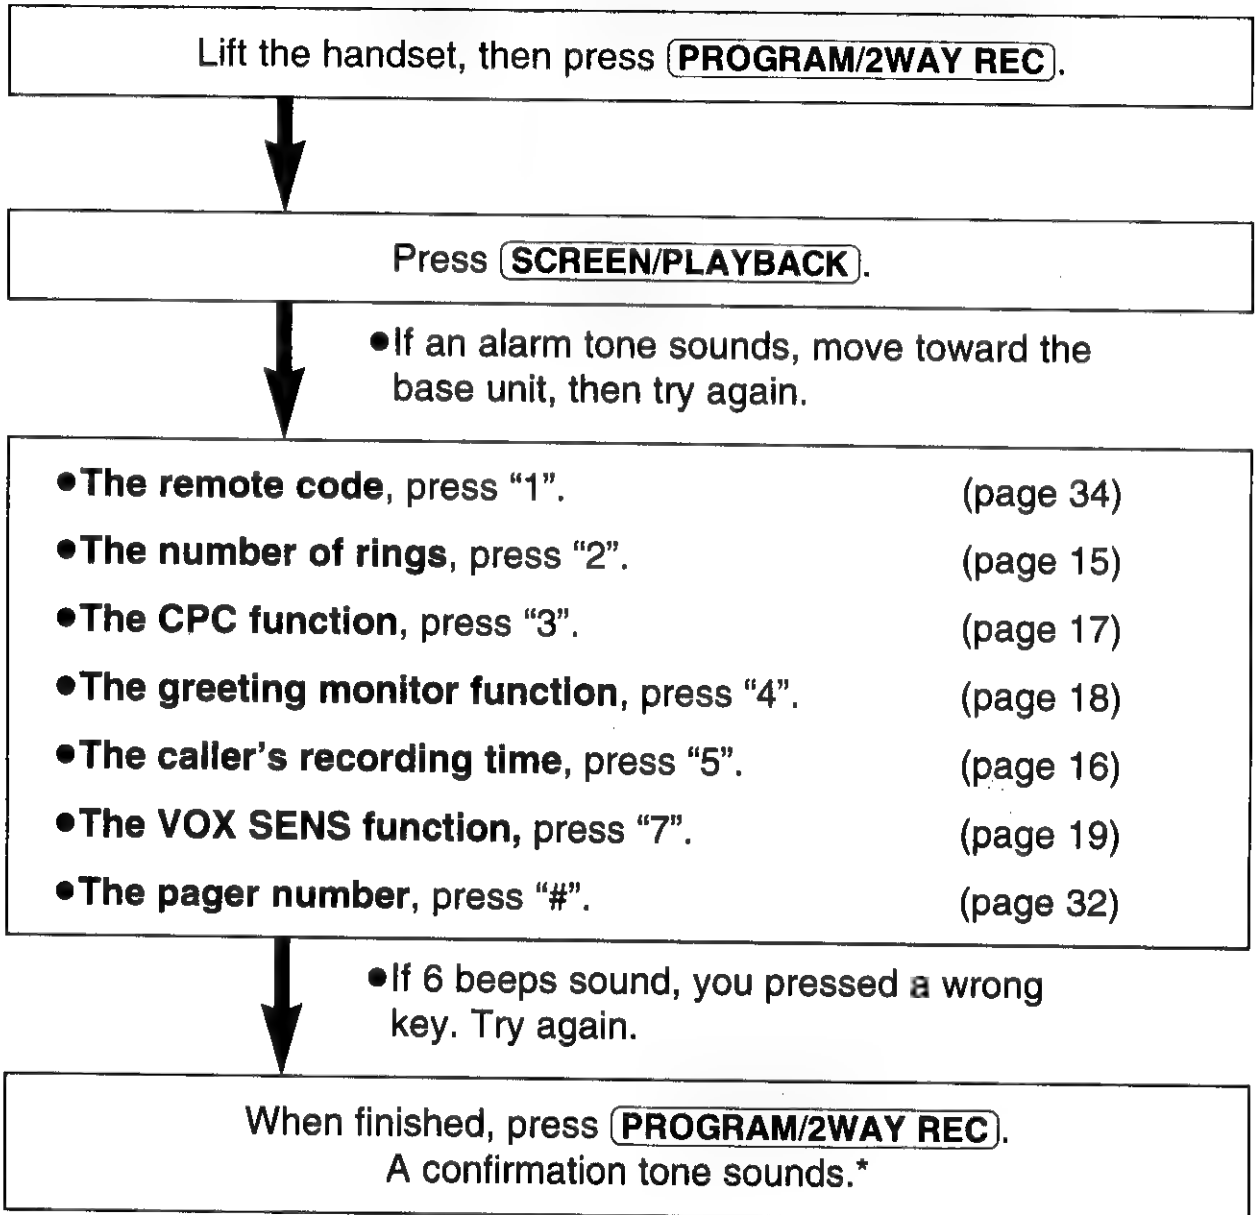 Lift the handset, then press PROGRAM/2WAY REC.
Press SCREEN/PLAYBACK.
●If an alarm tone sounds, move toward the
base unit, then try again.
●The remote code, press “1”. (page 34)
●The number of rings, press “2”. (page 15)
●The CPC function, press “3”. (page 17)
●The greeting monitor function, press “4”. (page 18)
●The caller's recording time, press “5”. (page 16)
●The VOX SENS function, press “7”. (page 19)
●The pager number, press “#”. (page 32)
●If 6 beeps sound, you pressed a wrong
key. Try again.
When finished, press PROGRAM/2WAY REC.
A confirmation tone sounds.*